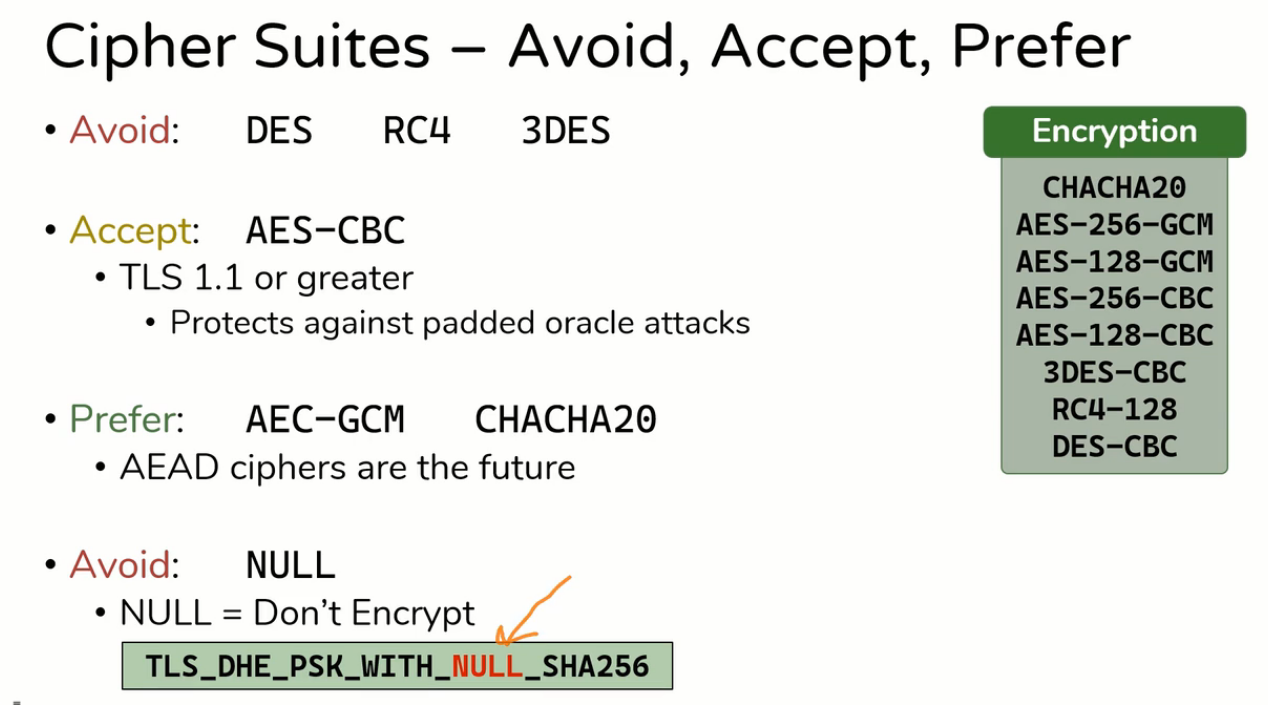 Cipher Suites – Avoid, Accept, Prefer
• Avoid: DES RC4 3DES
• Accept: AES-CBC
• TLS 1.1 or greater
• Protects against padded oracle attacks
• Prefer: AEC-GCM CHACHA20
• AEAD ciphers are the future
• Avoid: NULL
• NULL = Don't Encrypt
TLS_DHE_PSK_WITH_NULL_SHA256
Encryption
CHACHA20
AES-256-GCM
AES-128-GCM
AES-256-CBC
AES-128-CBC
3DES-CBC
RC4-128
DES-CBC